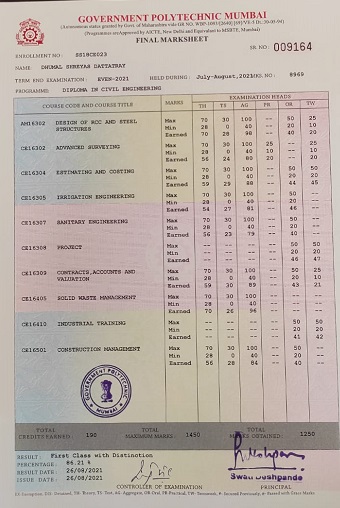 GOVERNMENT POLYTECHNIC MUMBAI
(Programmes are Approved by AICTE, New Delhi and Equivalent to MSBTE, Mumbai)
FINAL MARKSHEET
SR. NO: 009164
ENROLLMENT NO: SS18CE023
NAME : DHUMAL SHREYAS DATTATRAY
TERM END EXAMINATION : EVEN-2021 HELD DURING : July-August, 2021 MRS.NO : 8969
PROGRAMME : DIPLOMA IN CIVIL ENGINEERING
COURSE CODE AND COURSE TITLE MARKS EXAMINATION HEADS
TH TS AG PR OR TW
AM16302 DESIGN OF RCC AND STEEL STRUCTURES Max 70 30 100 -- 50 25
Min 28 0 40 -- 20 10
Earned 70 28 98 -- 40 20
CE16302 ADVANCED SURVEYING Max 70 30 100 25 -- 25
Min 28 0 40 10 -- 10
Earned 56 24 80 20 -- 20
CE16304 ESTIMATING AND COSTING Max 70 30 100 -- 50 50
Min 28 0 40 -- 20 20
Earned 59 29 88 -- 44 45
CE16305 IRRIGATION ENGINEERING Max 70 30 100 -- 50 --
Min 28 0 40 -- 20 --
Earned 54 27 81 -- 46 --
CE16307 SANITARY ENGINEERING Max 70 30 100 -- 50 --
Min 28 0 40 -- 20 --
Earned 56 23 79 -- 40 --
CE16308 PROJECT Max -- -- -- -- 50 50
Min -- -- -- -- 20 20
Earned -- -- -- -- 46 47
CE16309 CONTRACTS, ACCOUNTS AND VALUATION Max 70 30 100 -- 50 25
Min 28 0 40 -- 20 10
Earned 59 30 89 -- 43 21
CE16405 SOLID WASTE MANAGEMENT Max 70 30 100 -- -- --
Min 28 0 40 -- -- --
Earned 70 26 96 -- -- --
CE16410 INDUSTRIAL TRAINING Max -- -- -- -- 50 50
Min -- -- -- -- 20 20
Earned -- -- -- -- 41 42
CE16501 CONSTRUCTION MANAGEMENT Max 70 30 100 -- 50 --
Min 28 0 40 -- 20 --
Earned 56 28 84 -- 40 --
GOVERNMENT POLYTECHNIC
MUMBAI
TOTAL CREDITS EARNED: 190 TOTAL MAXIMUM MARKS 1450 TOTAL MARKS OBTAINED: 1250
RESULT : First Class with Distinction
PERCENTAGE : 86.21 %
RESULT DATE : 26/08/2021
ISSUE DATE : 26/08/2021
Swati Deshpande
CONTROLLER OF EXAMINATION PRINCIPAL